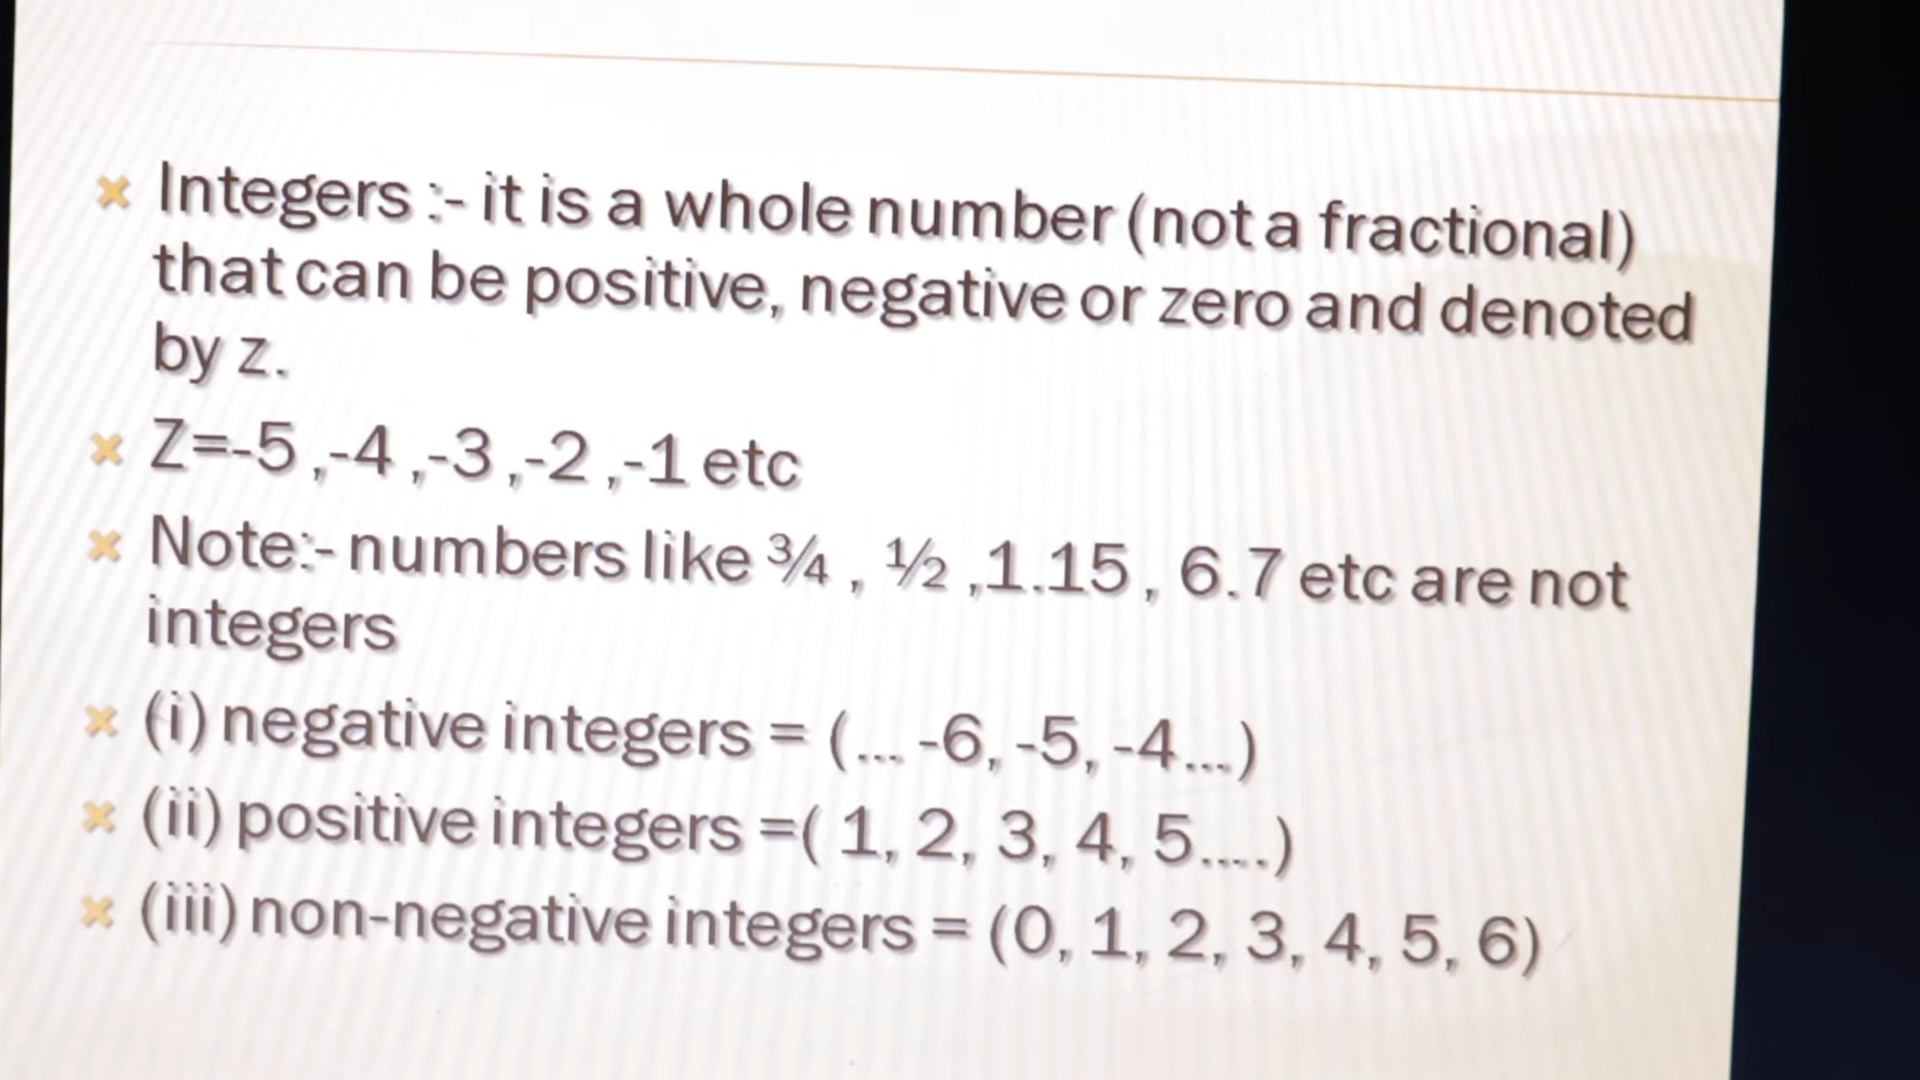 Integers :- it is a whole number (not a fractional)
that can be positive, negative or zero and denoted
by z.
Z=-5 ,-4 ,-3 ,-2 ,-1 etc
Note:- numbers like ¾ , ½ ,1.15 , 6.7 etc are not
integers
(i) negative integers = (... -6, -5, -4...)
(ii) positive integers =( 1, 2, 3, 4, 5....)
(iii) non-negative integers = (0, 1, 2, 3, 4, 5, 6)